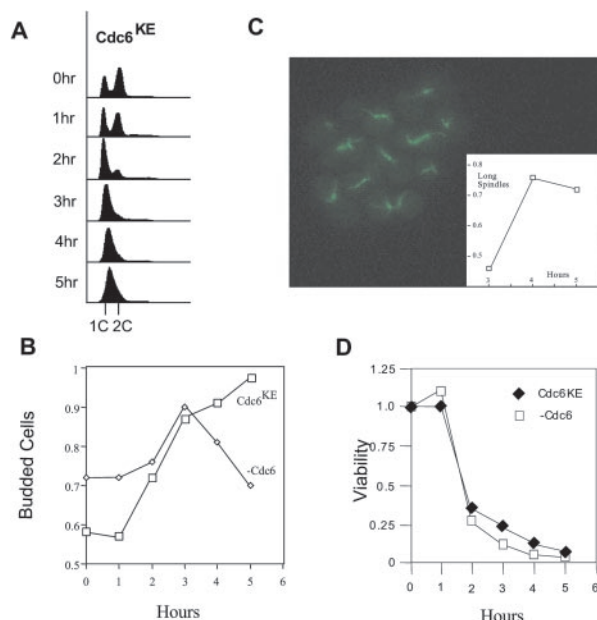 A
Cdc6KE
0hr
1hr
2hr
3hr
4hr
5hr
1C 2C
B
Budded Cells
1
0.9
0.8
0.7
0.6
0.5
Cdc6KE
-Cdc6
0 1 2 3 4 5 6
Hours
C
0.8
Long
Spindles
0.7
0.6
0.5
3 4 5
Hours
D
Viability
1.25
1.0
0.75
0.5
0.25
0
Cdc6KE
-Cdc6
0 1 2 3 4 5 6
Hours